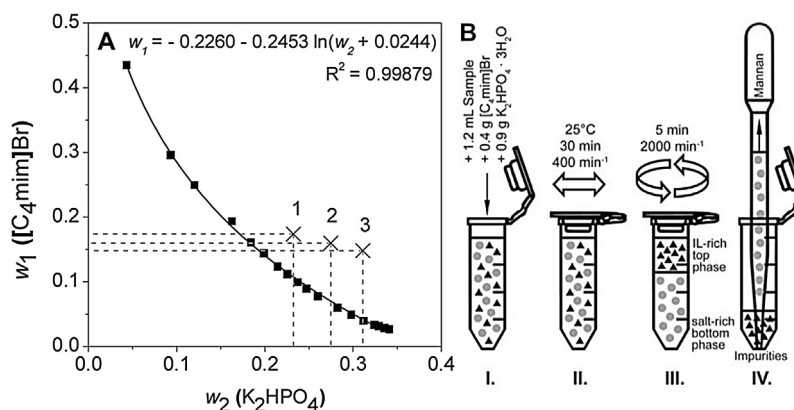 A
w1 = - 0.2260 - 0.2453 ln(w2 + 0.0244)
R2 = 0.99879
0.5
0.4
0.3
0.2
0.1
0.0
w1 ([C4mim]Br)
1
2
3
0.0
0.1
0.2
0.3
0.4
w2 (K2HPO4)
B
+ 1.2 mL Sample
+ 0.4 g [C4mim]Br
+ 0.9 g K2HPO4 · 3H2O
25°C
30 min
400 min-1
5 min
2000 min-1
Mannan
IL-rich
top
phase
salt-rich
bottom
phase
Impurities
I.
II.
III.
IV.